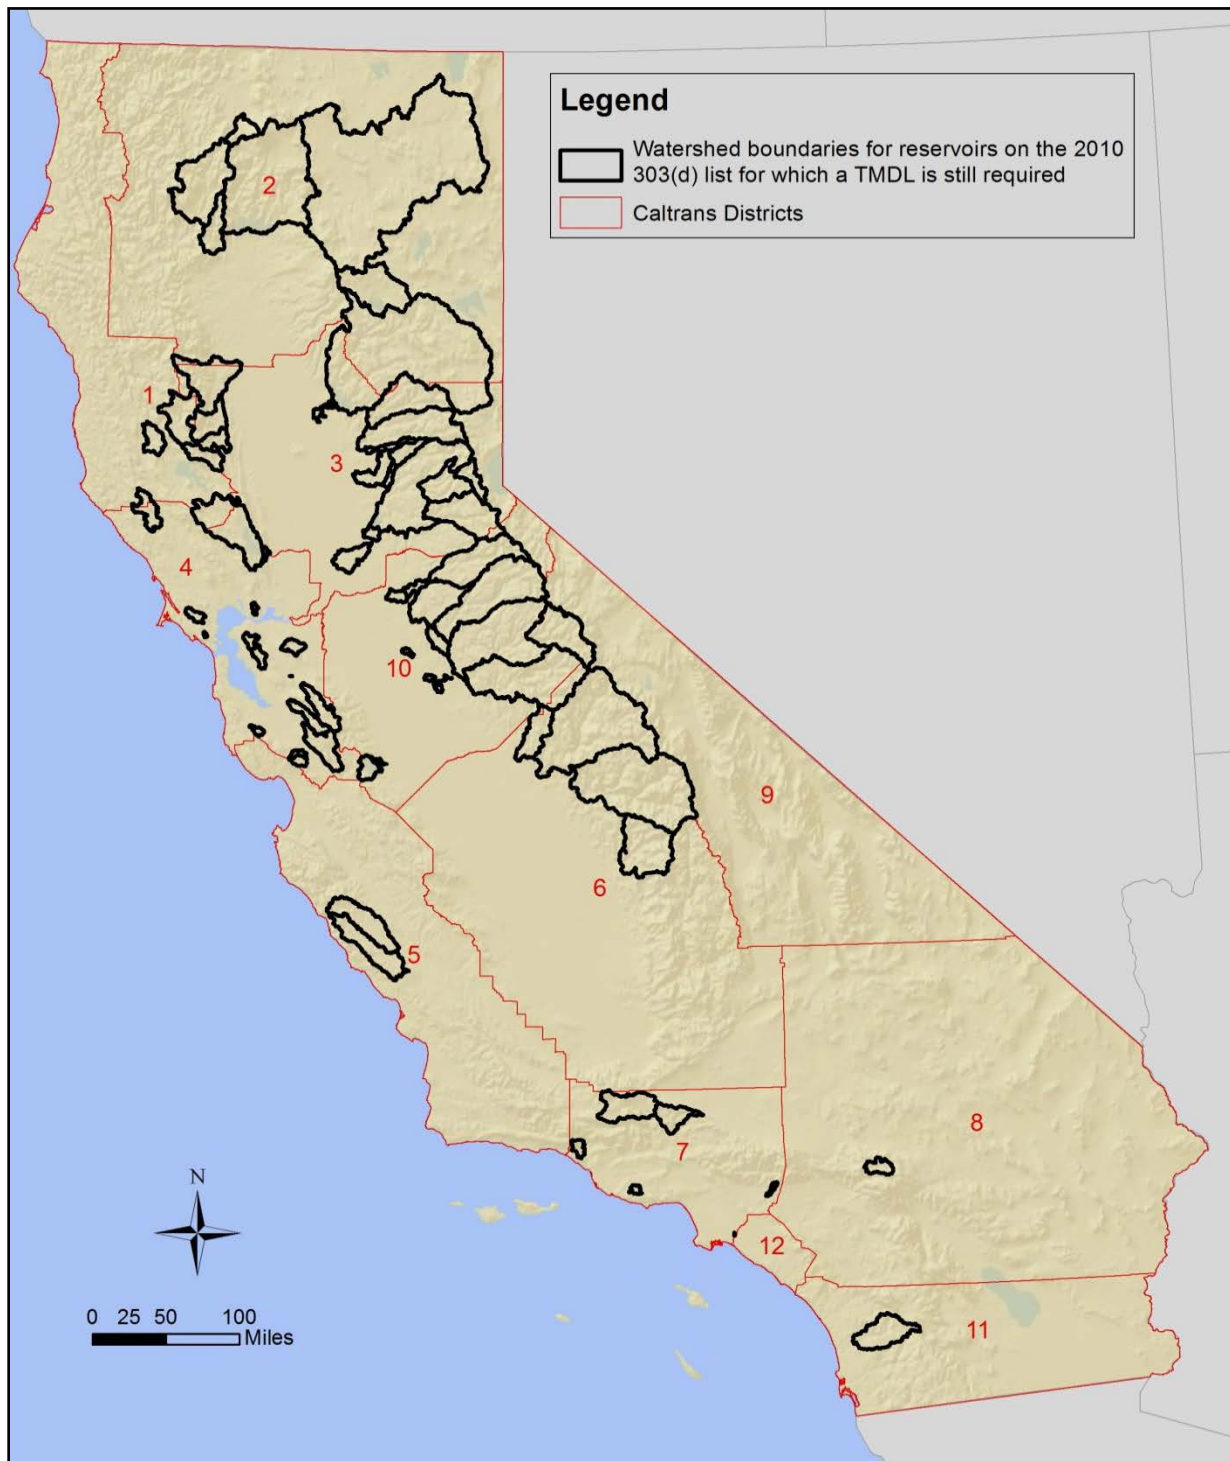 Legend
Watershed boundaries for reservoirs on the 2010
303(d) list for which a TMDL is still required
Caltrans Districts
2
1
3
4
10
9
6
5
8
7
12
11
N
0 25 50 100
Miles